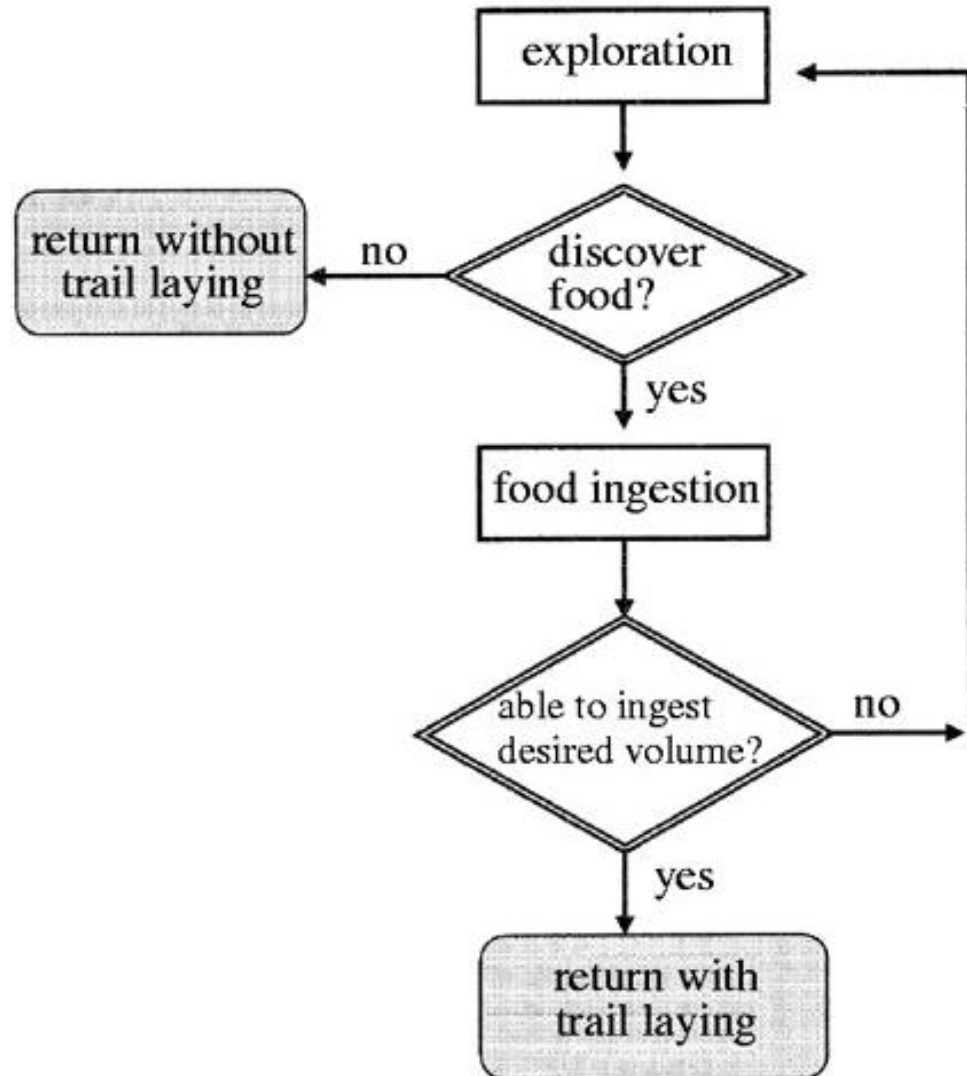 exploration
return without
trail laying
no
discover
food?
yes
food ingestion
able to ingest
desired volume?
no
yes
return with
trail laying